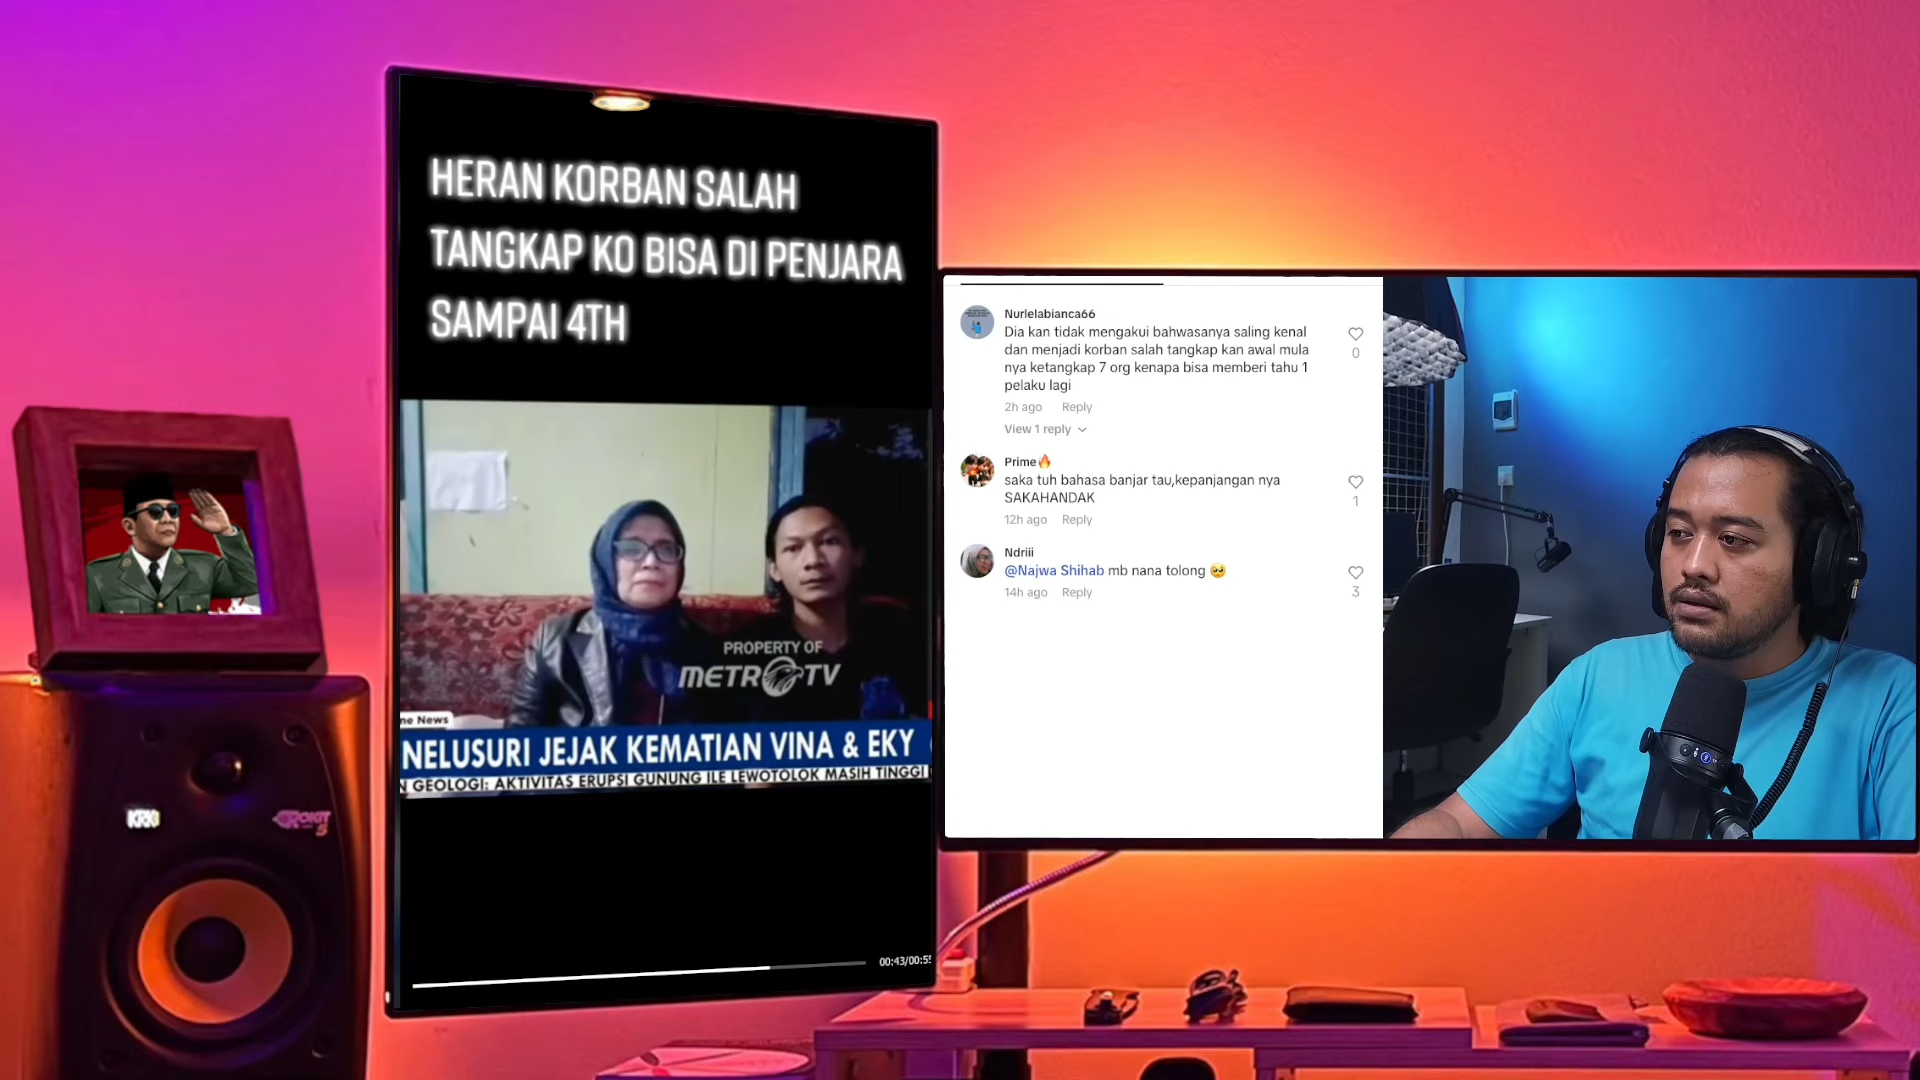 HERAN KORBAN SALAH
TANGKAP KO BISA DI PENJARA
SAMPAI 4TH
PROPERTY OF
METRO TV
me News
NELUSURI JEJAK KEMATIAN VINA & EKY
N GEOLOGI: AKTIVITAS ERUPSI GUNUNG ILE LEWOTOLOK MASIH TINGGI
00:43/00:55
Nurlelabianca66
Dia kan tidak mengakui bahwasanya saling kenal
dan menjadi korban salah tangkap kan awal mula
nya ketangkap 7 org kenapa bisa memberi tahu 1
pelaku lagi
0
2h ago Reply
View 1 reply
Prime🔥
saka tuh bahasa banjar tau,kepanjangan nya
SAKAHANDAK
1
12h ago Reply
Ndriii
@Najwa Shihab mb nana tolong 🥺
3
14h ago Reply
KRK
ROKIT
5